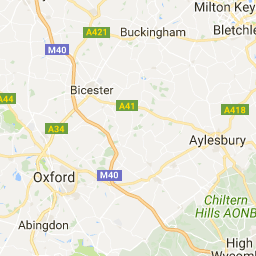 Milton Key
A421
Buckingham
Bletchle
M40
Bicester
A44
A41
A418
A34
Aylesbury
Oxford
M40
Chiltern
Hills AONB
Abingdon
High
Wycom